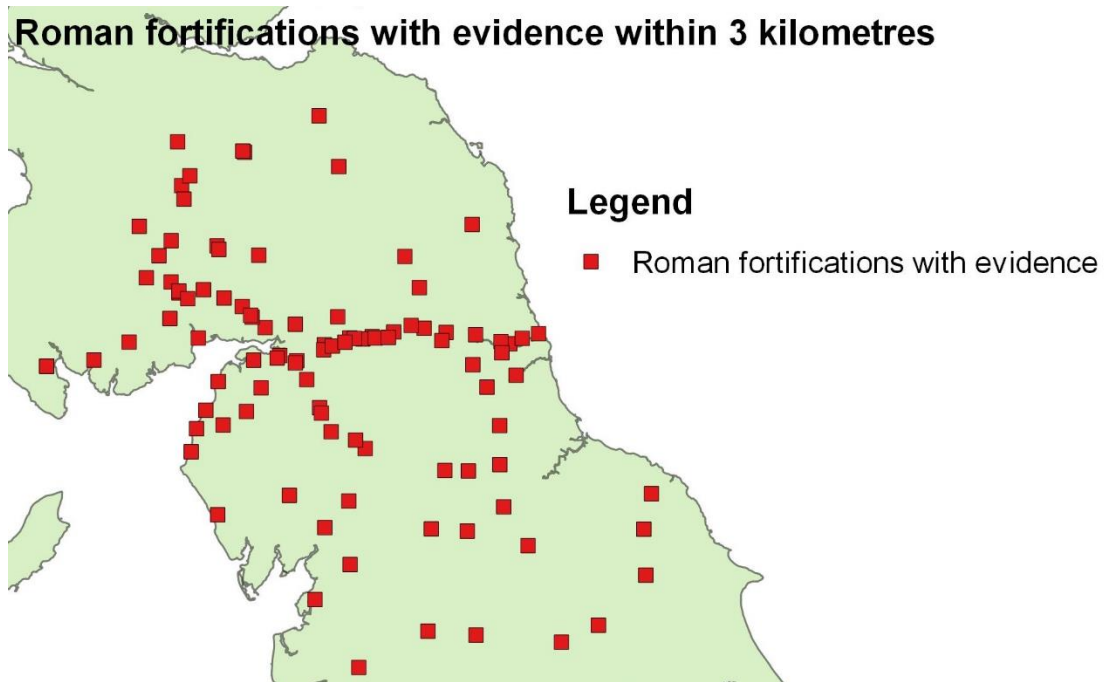 Roman fortifications with evidence within 3 kilometres
Legend
Roman fortifications with evidence